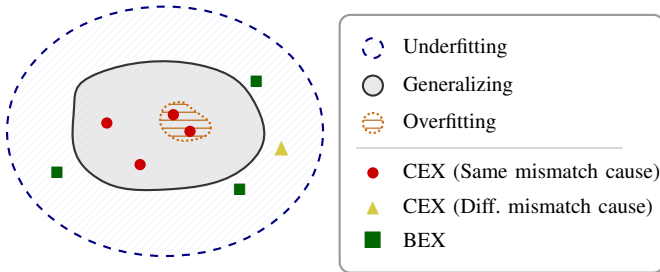 Underfitting
Generalizing
Overfitting
CEX (Same mismatch cause)
CEX (Diff. mismatch cause)
BEX